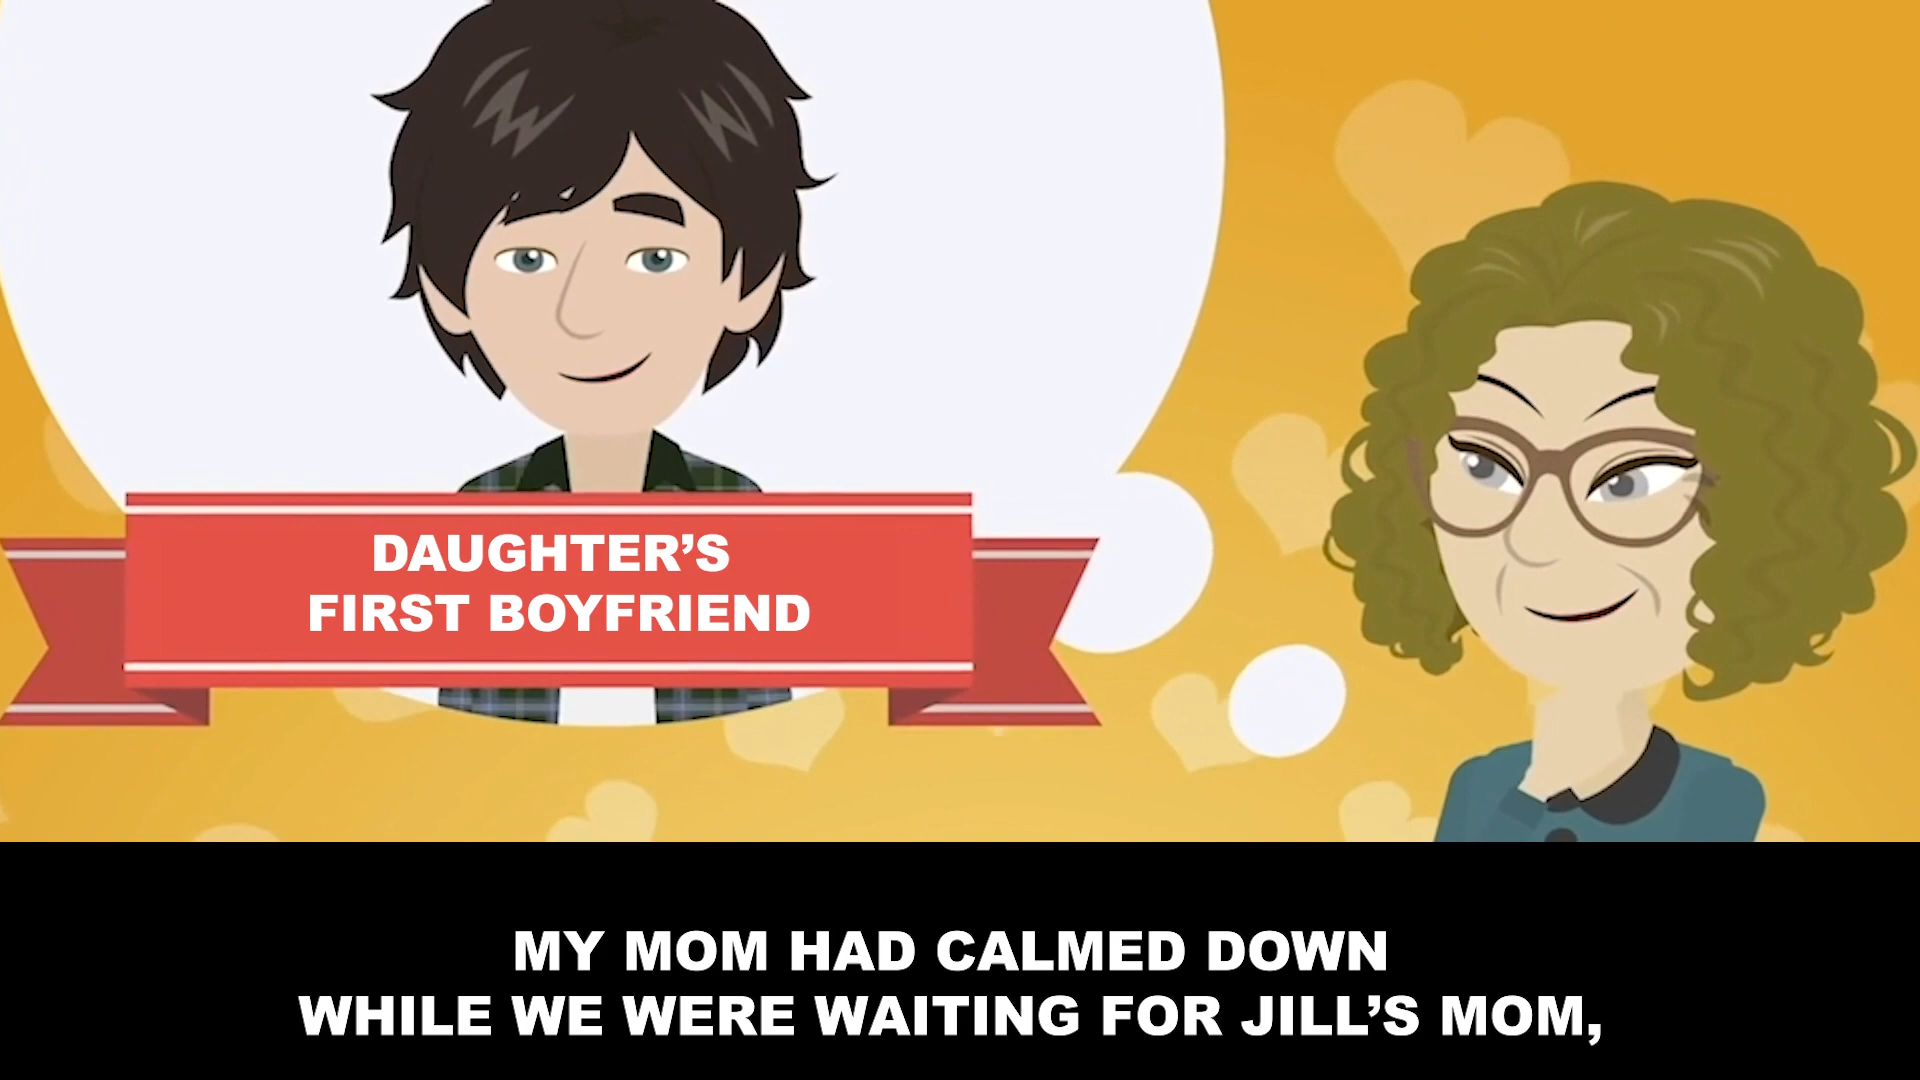 DAUGHTER’S
FIRST BOYFRIEND
MY MOM HAD CALMED DOWN
WHILE WE WERE WAITING FOR JILL’S MOM,